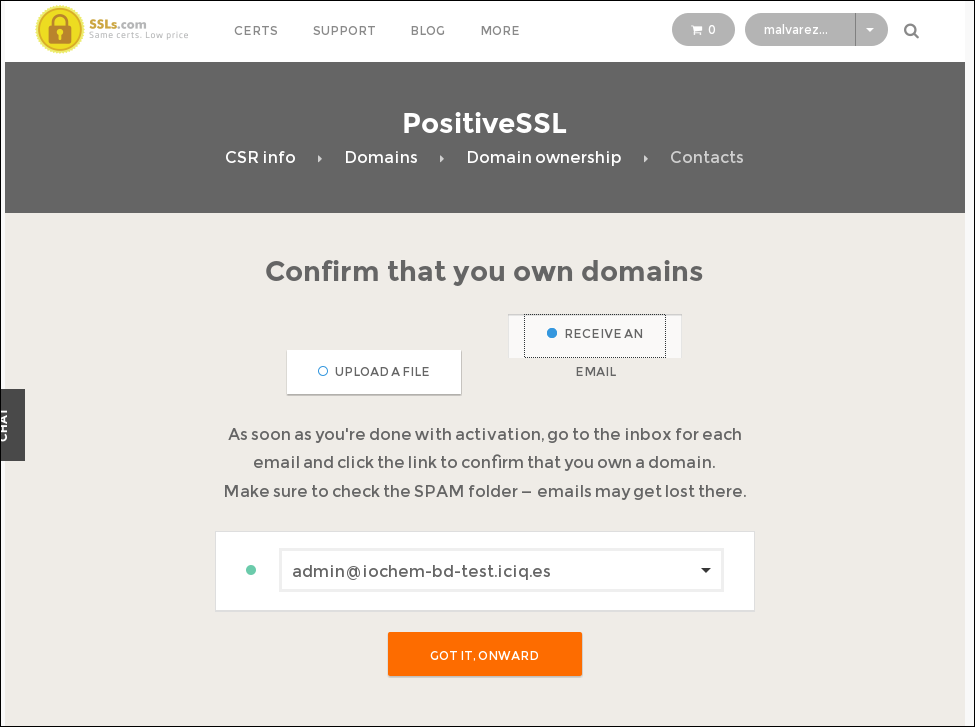 SSLs.com
Same certs. Low price
CERTS SUPPORT BLOG MORE
0 malvarez...
PositiveSSL
CSR info Domains Domain ownership Contacts
Confirm that you own domains
RECEIVE AN
UPLOAD A FILE EMAIL
CHAT
As soon as you're done with activation, go to the inbox for each
email and click the link to confirm that you own a domain.
Make sure to check the SPAM folder – emails may get lost there.
admin@iochem-bd-test.iciq.es
GOT IT, ONWARD